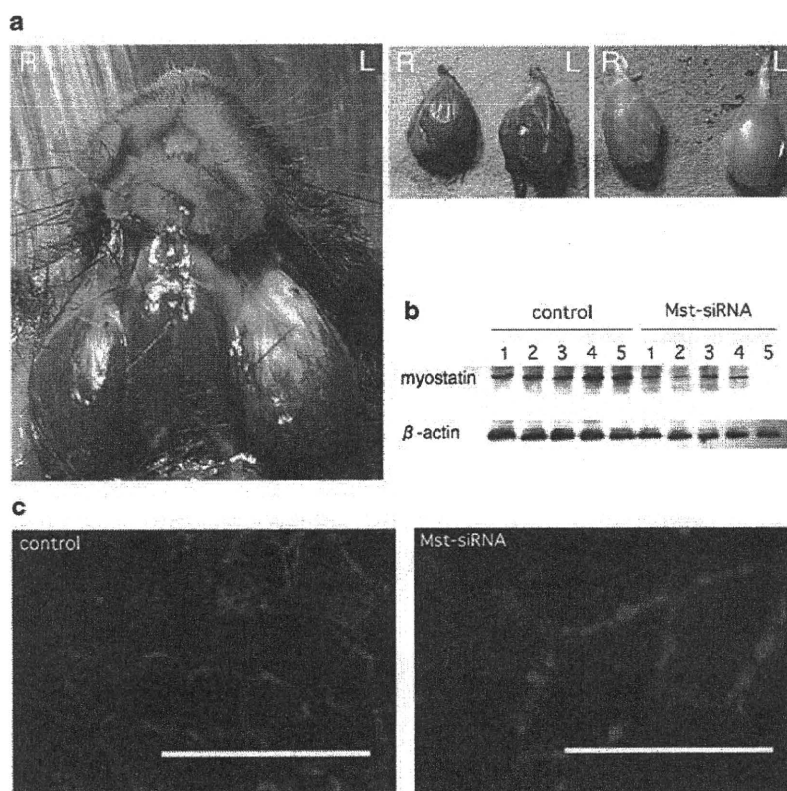 a
R L
R L
R L
b
control Mst-siRNA
1 2 3 4 5 1 2 3 4 5
myostatin
β-actin
c
control
Mst-siRNA